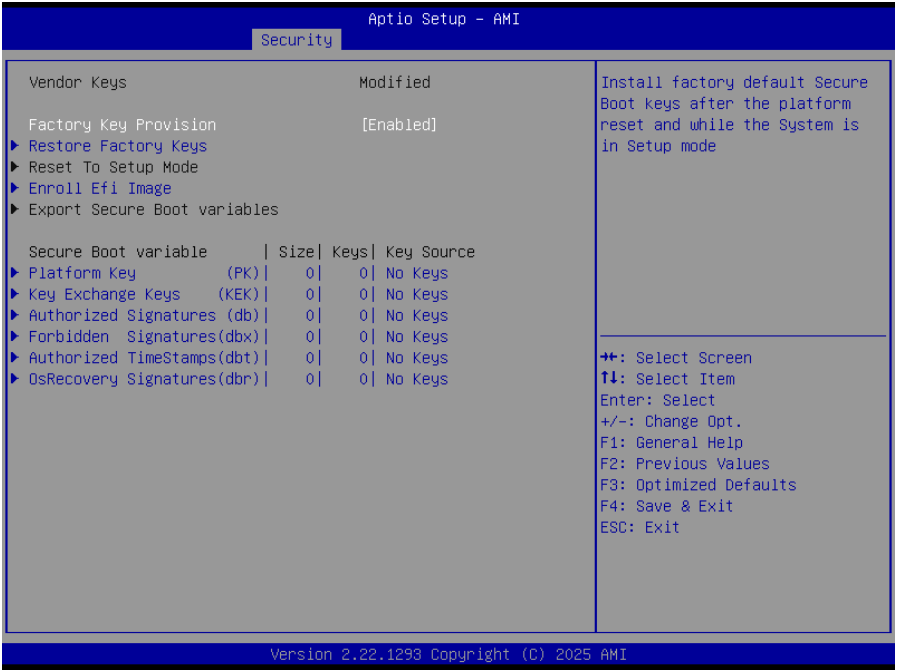 Aptio Setup – AMI
Security
Vendor Keys Modified
Factory Key Provision [Enabled]
Restore Factory Keys
Reset To Setup Mode
Enroll Efi Image
Export Secure Boot variables
Secure Boot variable | Size| Keys| Key Source
Platform Key (PK)| 0| 0| No Keys
Key Exchange Keys (KEK)| 0| 0| No Keys
Authorized Signatures (db)| 0| 0| No Keys
Forbidden Signatures(dbx)| 0| 0| No Keys
Authorized TimeStamps(dbt)| 0| 0| No Keys
OsRecovery Signatures(dbr)| 0| 0| No Keys
Install factory default Secure
Boot keys after the platform
reset and while the System is
in Setup mode
→←: Select Screen
↑↓: Select Item
Enter: Select
+/-: Change Opt.
F1: General Help
F2: Previous Values
F3: Optimized Defaults
F4: Save & Exit
ESC: Exit
Version 2.22.1293 Copyright (C) 2025 AMI